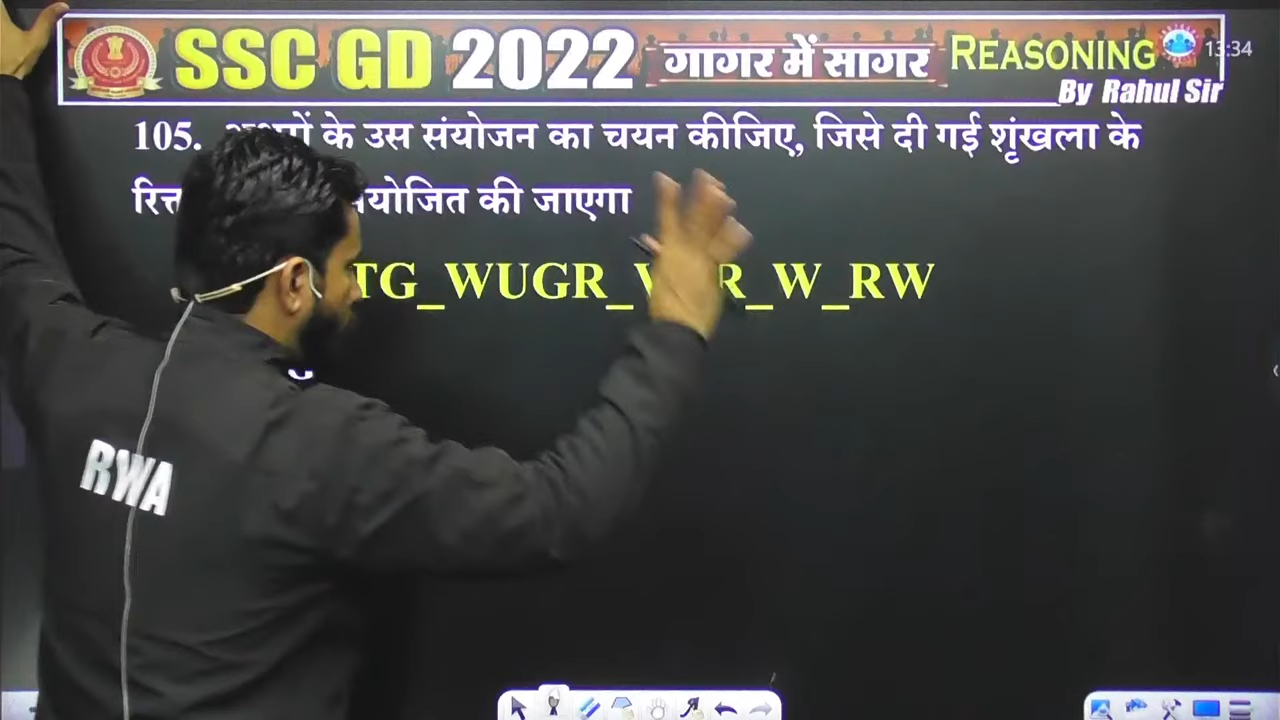 SSC GD 2022 गागर में सागर REASONING 13:34
By Rahul Sir
105. के उस संयोजन का चयन कीजिए, जिसे दी गई शृंखला के
की जाएगा
TG_WUGR_ R_W_RW
RWA